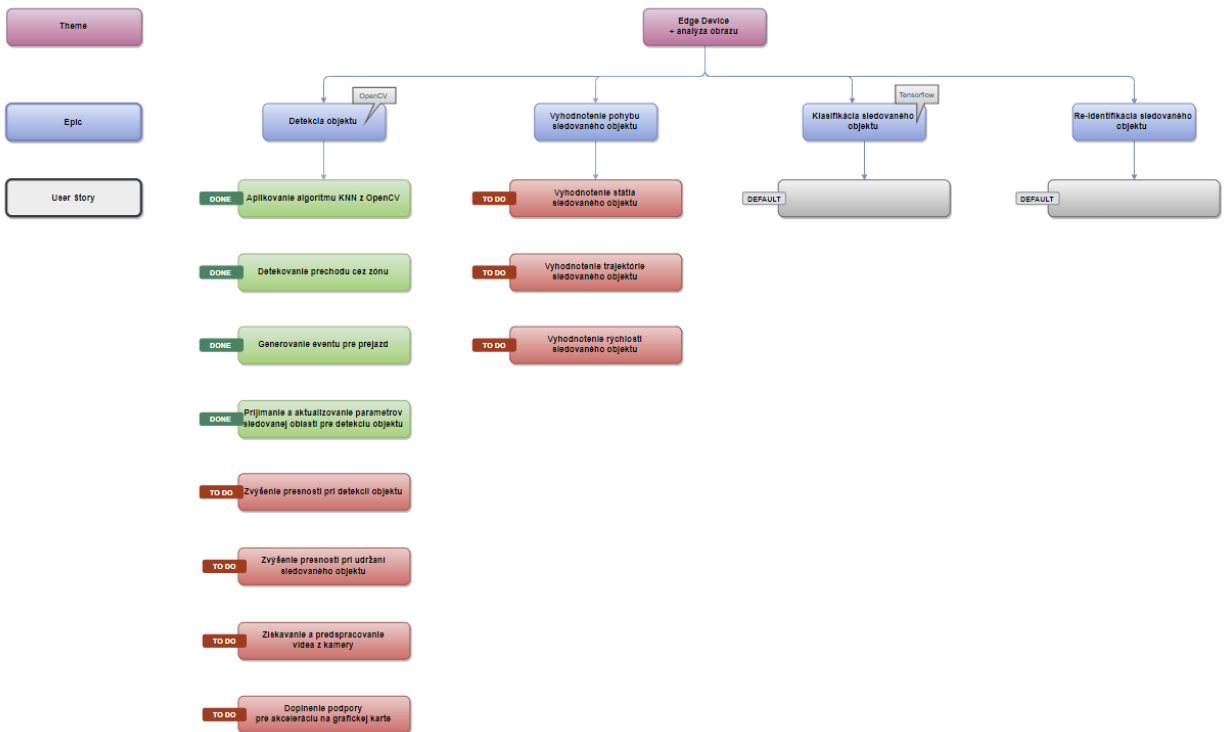 Theme
Edge Device
+ analýza obrazu
Epic
OpenCV
Detekcia objektu
Vyhodnotenie pohybu
sledovaného objektu
Tensorflow
Klasifikácia sledovaného
objektu
Re-identifikácia sledovaného
objektu
User Story
DONE
Aplikovanie algoritmu KNN z OpenCV
TO DO
Vyhodnotenie státia
sledovaného objektu
DEFAULT
DEFAULT
DONE
Detekovanie prechodu cez zónu
TO DO
Vyhodnotenie trajektórie
sledovaného objektu
DONE
Generovanie eventu pre prejazd
TO DO
Vyhodnotenie rýchlosti
sledovaného objektu
DONE
Prijímanie a aktualizovanie parametrov
sledovanej oblasti pre detekciu objektu
TO DO
Zvýšenie presnosti pri detekcii objektu
TO DO
Zvýšenie presnosti pri udržaní
sledovaného objektu
TO DO
Získavanie a predspracovanie
videa z kamery
TO DO
Doplnenie podpory
pre akceleráciu na grafickej karte